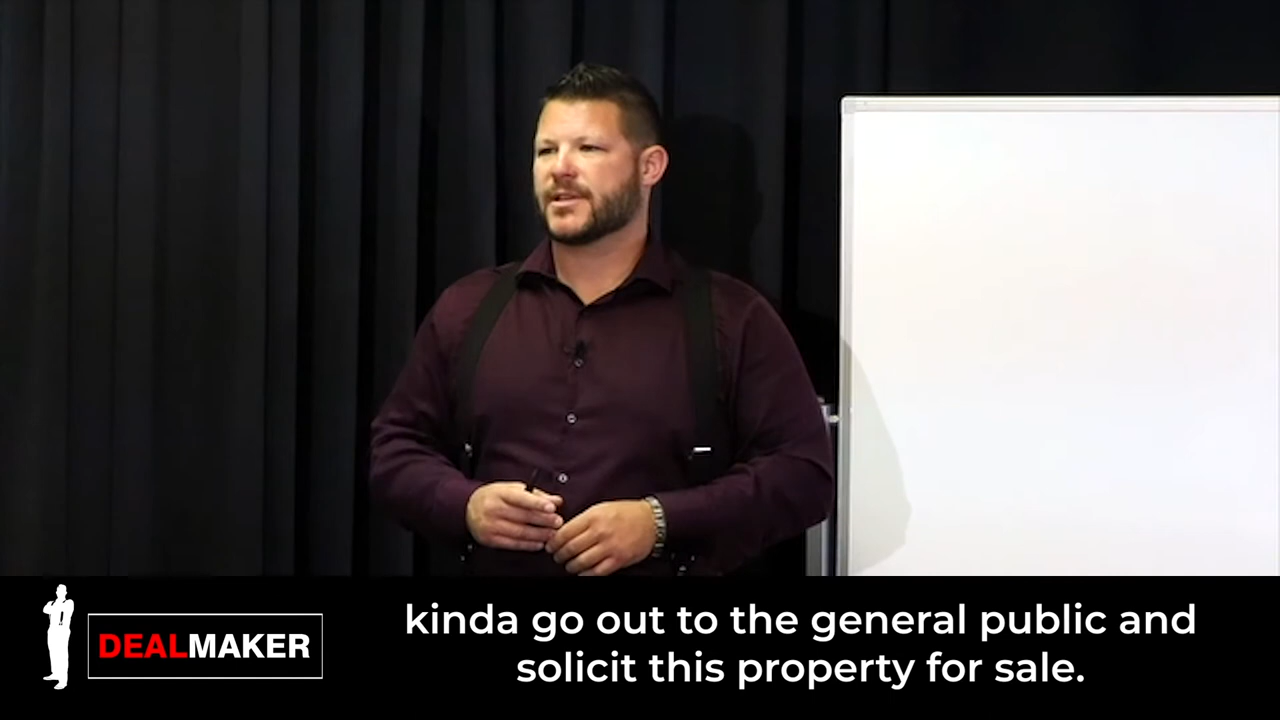 DEALMAKER
kinda go out to the general public and
solicit this property for sale.